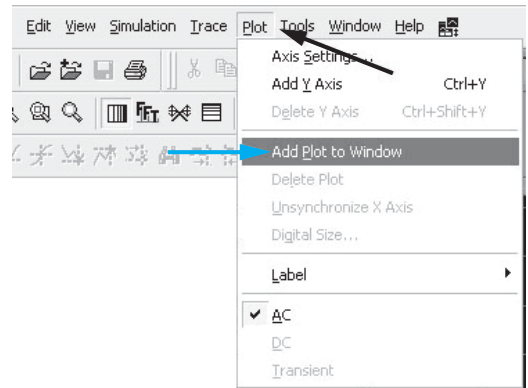 Edit View Simulation Trace Plot Tools Window Help
Axis Settings...
Add Y Axis Ctrl+Y
Delete Y Axis Ctrl+Shift+Y
FFT
Add Plot to Window
Delete Plot
Unsynchronize X Axis
Digital Size...
Label
AC
DC
Transient